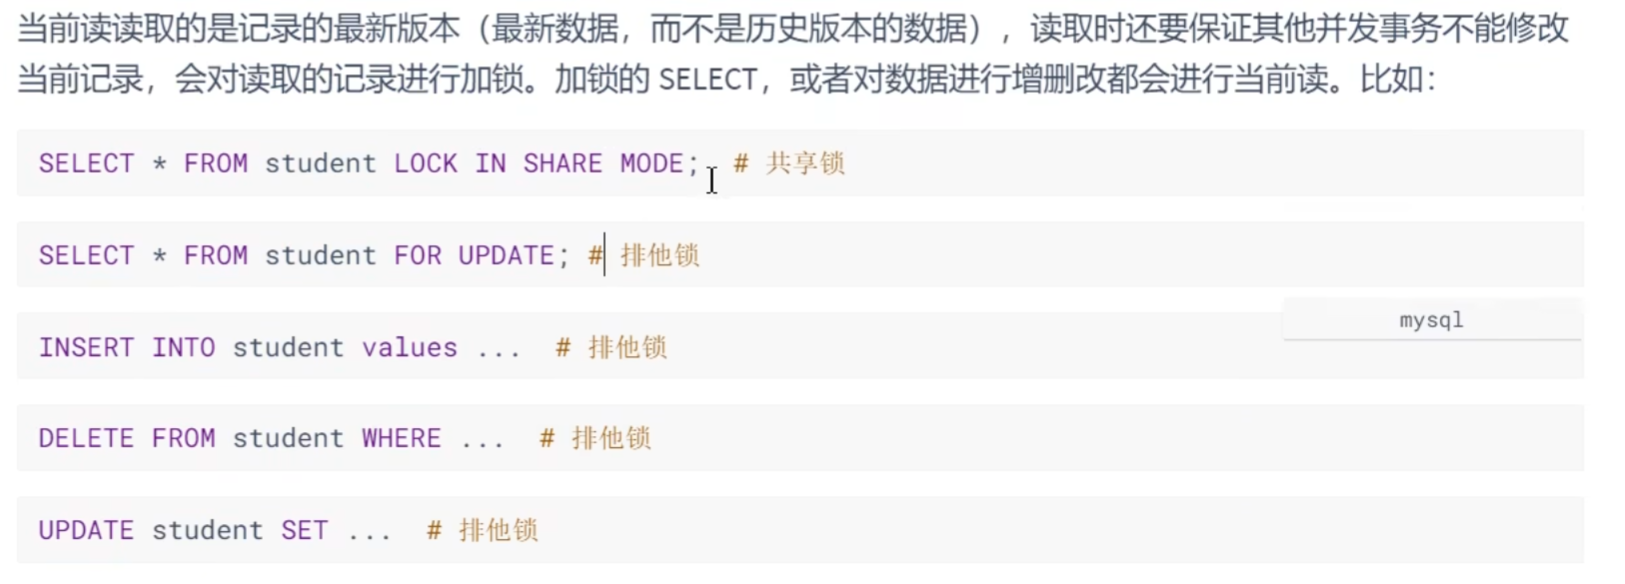 当前读读取的是记录的最新版本（最新数据，而不是历史版本的数据），读取时还要保证其他并发事务不能修改
当前记录，会对读取的记录进行加锁。加锁的 SELECT，或者对数据进行增删改都会进行当前读。比如：
SELECT * FROM student LOCK IN SHARE MODE;  # 共享锁
SELECT * FROM student FOR UPDATE; # 排他锁
mysql
INSERT INTO student values ...  # 排他锁
DELETE FROM student WHERE ...  # 排他锁
UPDATE student SET ...  # 排他锁